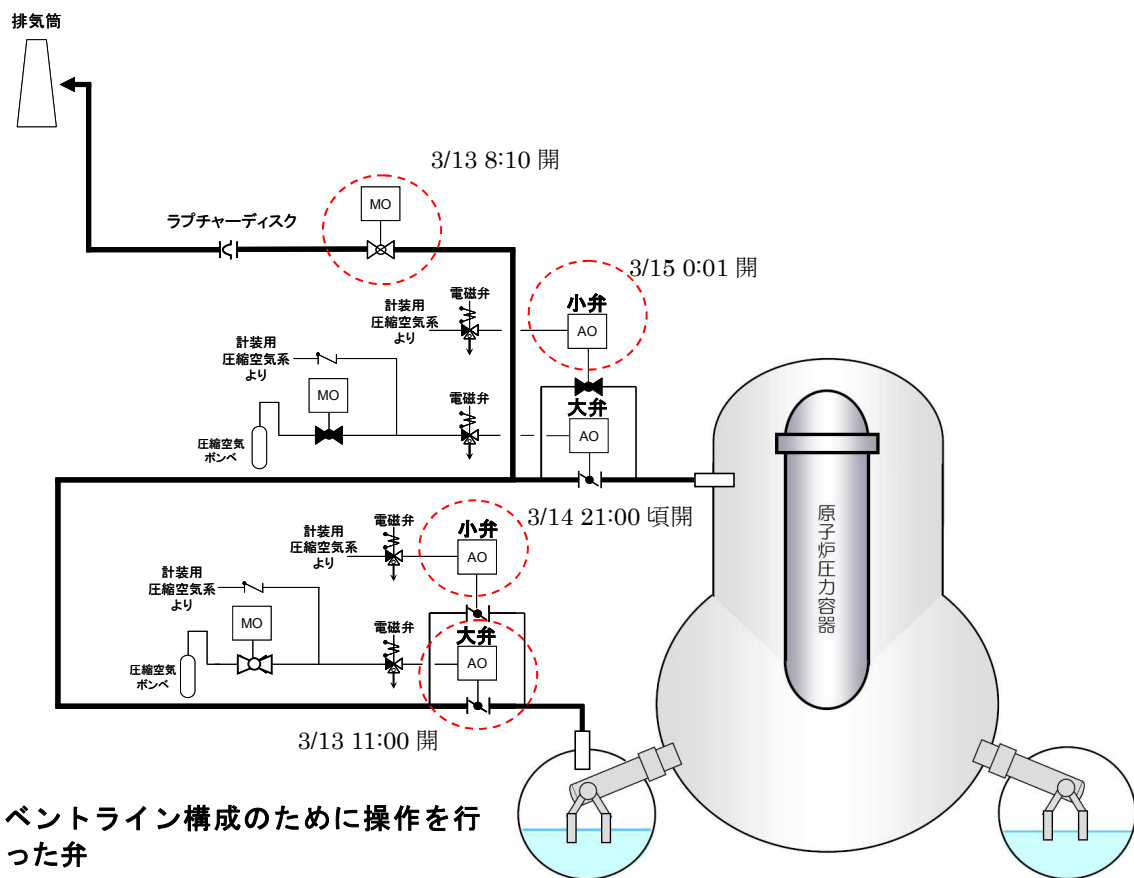 排気筒
3/13 8:10 開
MO
ラプチャーディスク
3/15 0:01 開
電磁弁
小弁
計装用
圧縮空気系
より
AO
計装用
圧縮空気系
より
MO
電磁弁
大弁
AO
圧縮空気
ボンベ
3/14 21:00 頃開
原子炉圧力容器
電磁弁
小弁
計装用
圧縮空気系
より
AO
計装用
圧縮空気系
より
MO
電磁弁
大弁
AO
圧縮空気
ボンベ
3/13 11:00 開
ベントライン構成のために操作を行
った弁